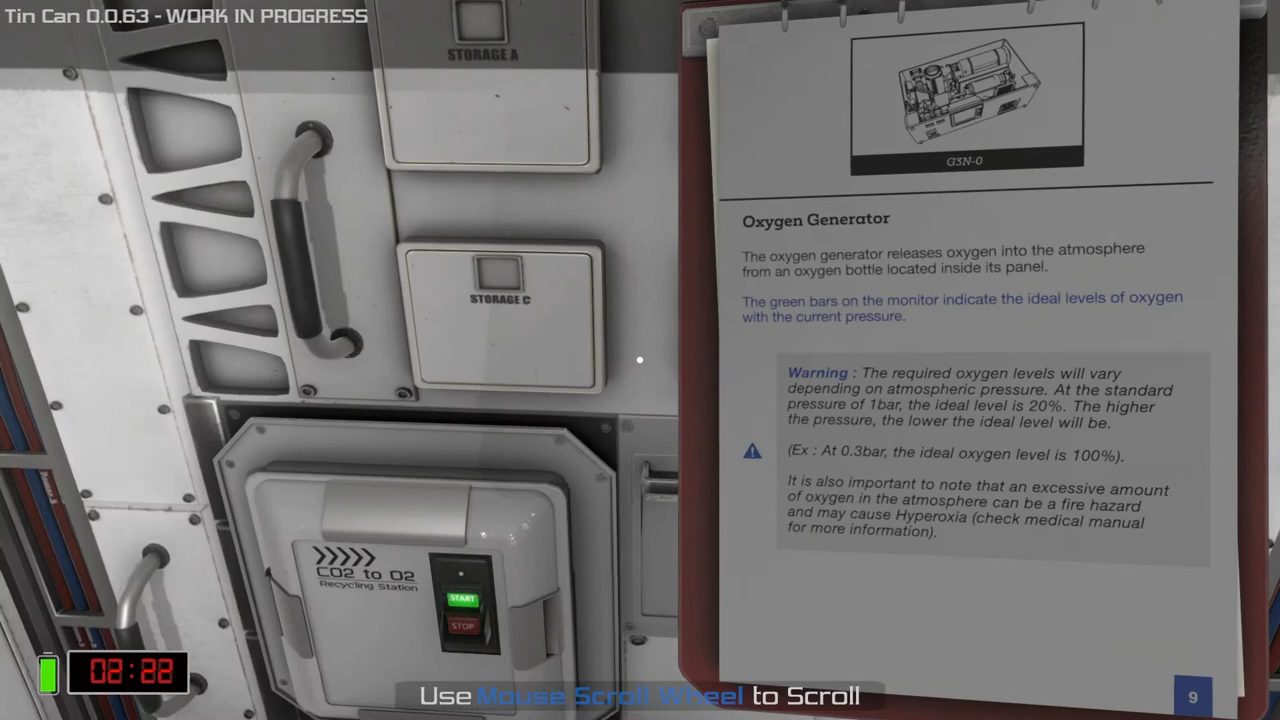 Tin Can 0.0.63 - WORK IN PROGRESS
STORAGE A
STORAGE C
CO2 to O2
Recycling Station
START
STOP
02:22
G3N-0
Oxygen Generator
The oxygen generator releases oxygen into the atmosphere
from an oxygen bottle located inside its panel.
The green bars on the monitor indicate the ideal levels of oxygen
with the current pressure.
Warning : The required oxygen levels will vary
depending on atmospheric pressure. At the standard
pressure of 1bar, the ideal level is 20%. The higher
the pressure, the lower the ideal level will be.
(Ex : At 0.3bar, the ideal oxygen level is 100%).
It is also important to note that an excessive amount
of oxygen in the atmosphere can be a fire hazard
and may cause Hyperoxia (check medical manual
for more information).
9
Use Mouse Scroll Wheel to Scroll